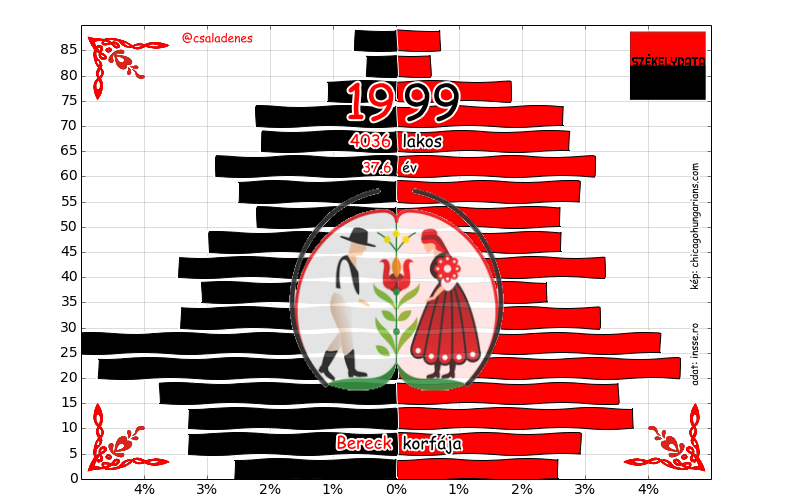 @csaladenes
SZÉKELYDATA
1999
4036 lakos
37.6 év
kép: chicagohungarians.com
adat: insse.ro
Bereck korfája
85
80
75
70
65
60
55
50
45
40
35
30
25
20
15
10
5
0
4% 3% 2% 1% 0% 1% 2% 3% 4%